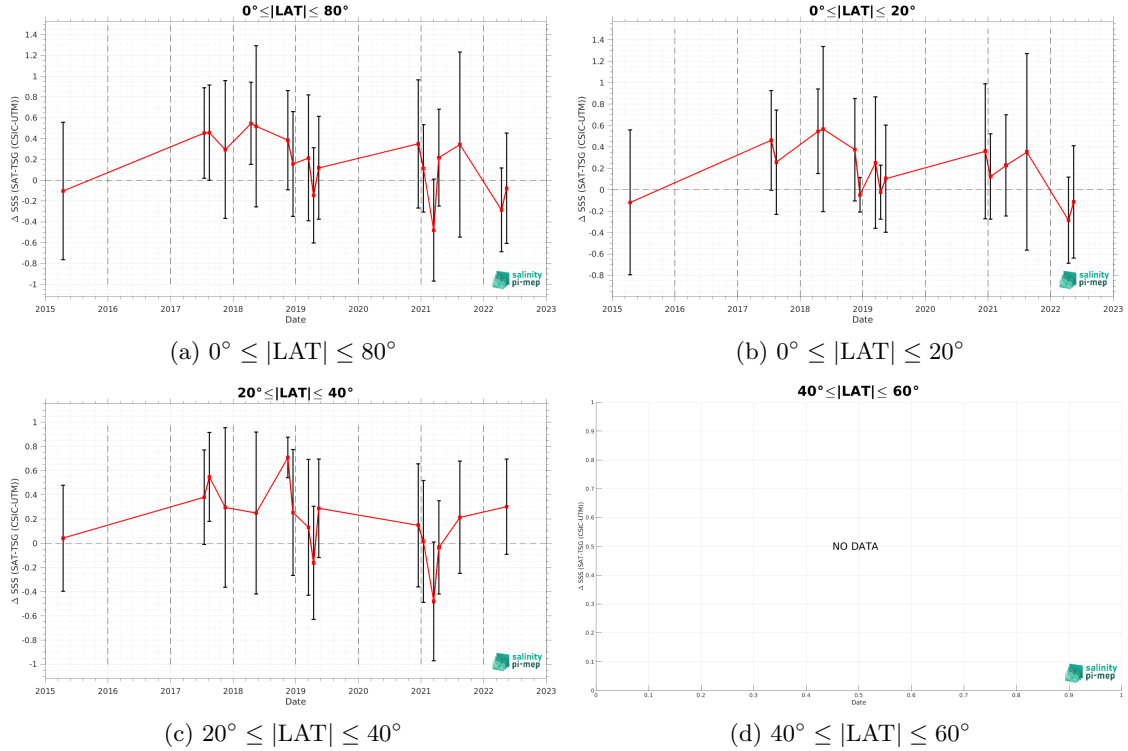 0°≤|LAT|≤ 80°
Δ SSS (SAT-TSG (CSIC-UTM))
1.4
1.2
1
0.8
0.6
0.4
0.2
0
-0.2
-0.4
-0.6
-0.8
-1
2015 2016 2017 2018 2019 2020 2021 2022 2023
Date
salinity
pi-mep
(a) 0° ≤ |LAT| ≤ 80°
0°≤|LAT|≤ 20°
Δ SSS (SAT-TSG (CSIC-UTM))
1.4
1.2
1
0.8
0.6
0.4
0.2
0
-0.2
-0.4
-0.6
-0.8
2015 2016 2017 2018 2019 2020 2021 2022 2023
Date
salinity
pi-mep
(b) 0° ≤ |LAT| ≤ 20°
20°≤|LAT|≤ 40°
Δ SSS (SAT-TSG (CSIC-UTM))
1
0.8
0.6
0.4
0.2
0
-0.2
-0.4
-0.6
-0.8
-1
2015 2016 2017 2018 2019 2020 2021 2022 2023
Date
salinity
pi-mep
(c) 20° ≤ |LAT| ≤ 40°
40°≤|LAT|≤ 60°
Δ SSS (SAT-TSG (CSIC-UTM))
1
0.9
0.8
0.7
0.6
0.5
0.4
0.3
0.2
0.1
0
NO DATA
0 0.1 0.2 0.3 0.4 0.5 0.6 0.7 0.8 0.9 1
Date
salinity
pi-mep
(d) 40° ≤ |LAT| ≤ 60°